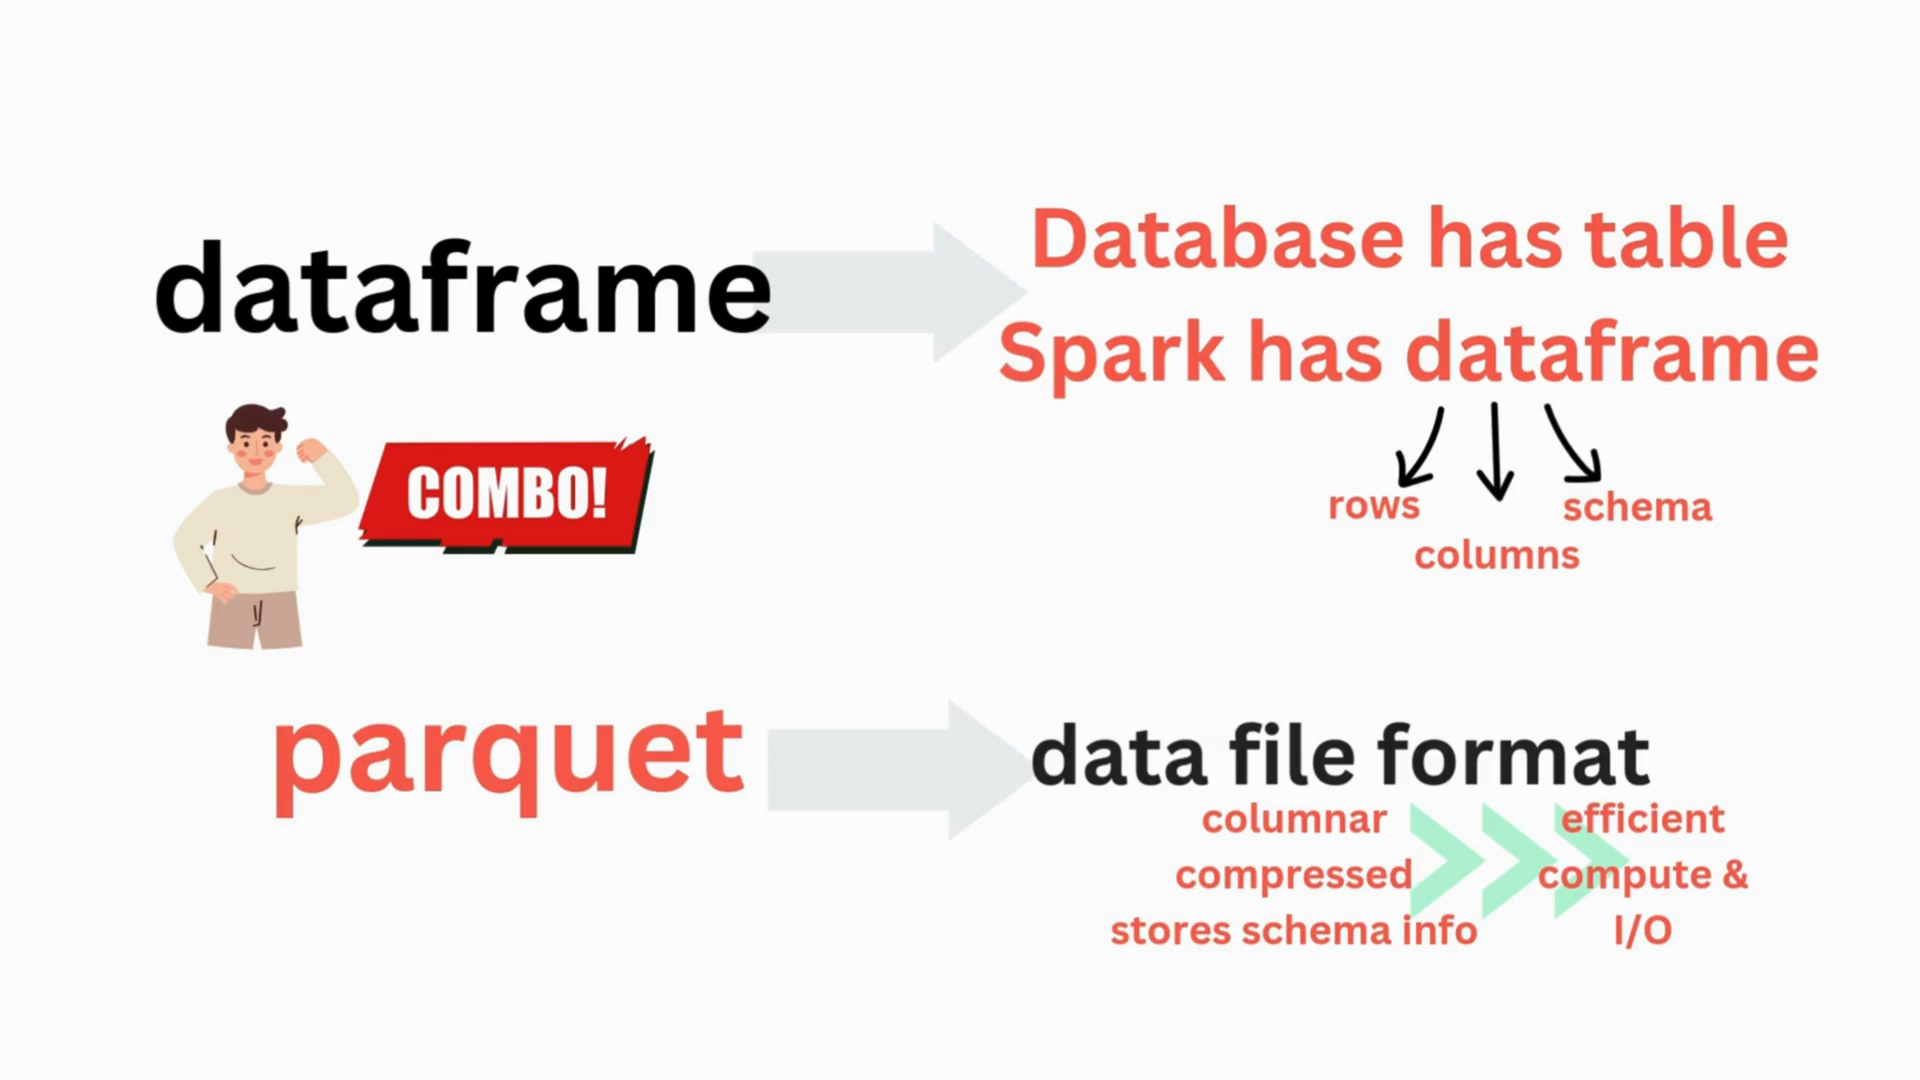 dataframe
Database has table
Spark has dataframe
rows
columns
schema
COMBO!
parquet
data file format
columnar
compressed
stores schema info
efficient
compute &
I/O